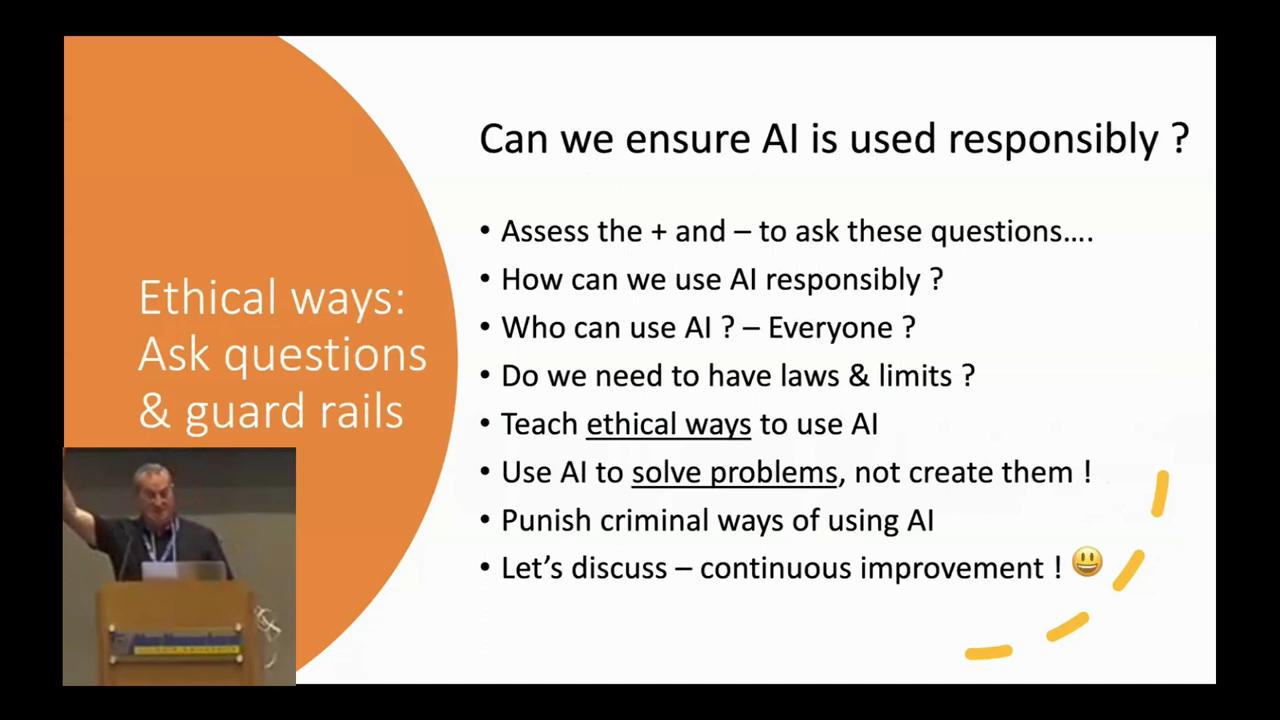 Can we ensure AI is used responsibly ?
• Assess the + and – to ask these questions….
• How can we use AI responsibly ?
• Who can use AI ? – Everyone ?
• Do we need to have laws & limits ?
• Teach ethical ways to use AI
• Use AI to solve problems, not create them !
• Punish criminal ways of using AI
• Let’s discuss – continuous improvement ! 😃
Ethical ways:
Ask questions
& guard rails